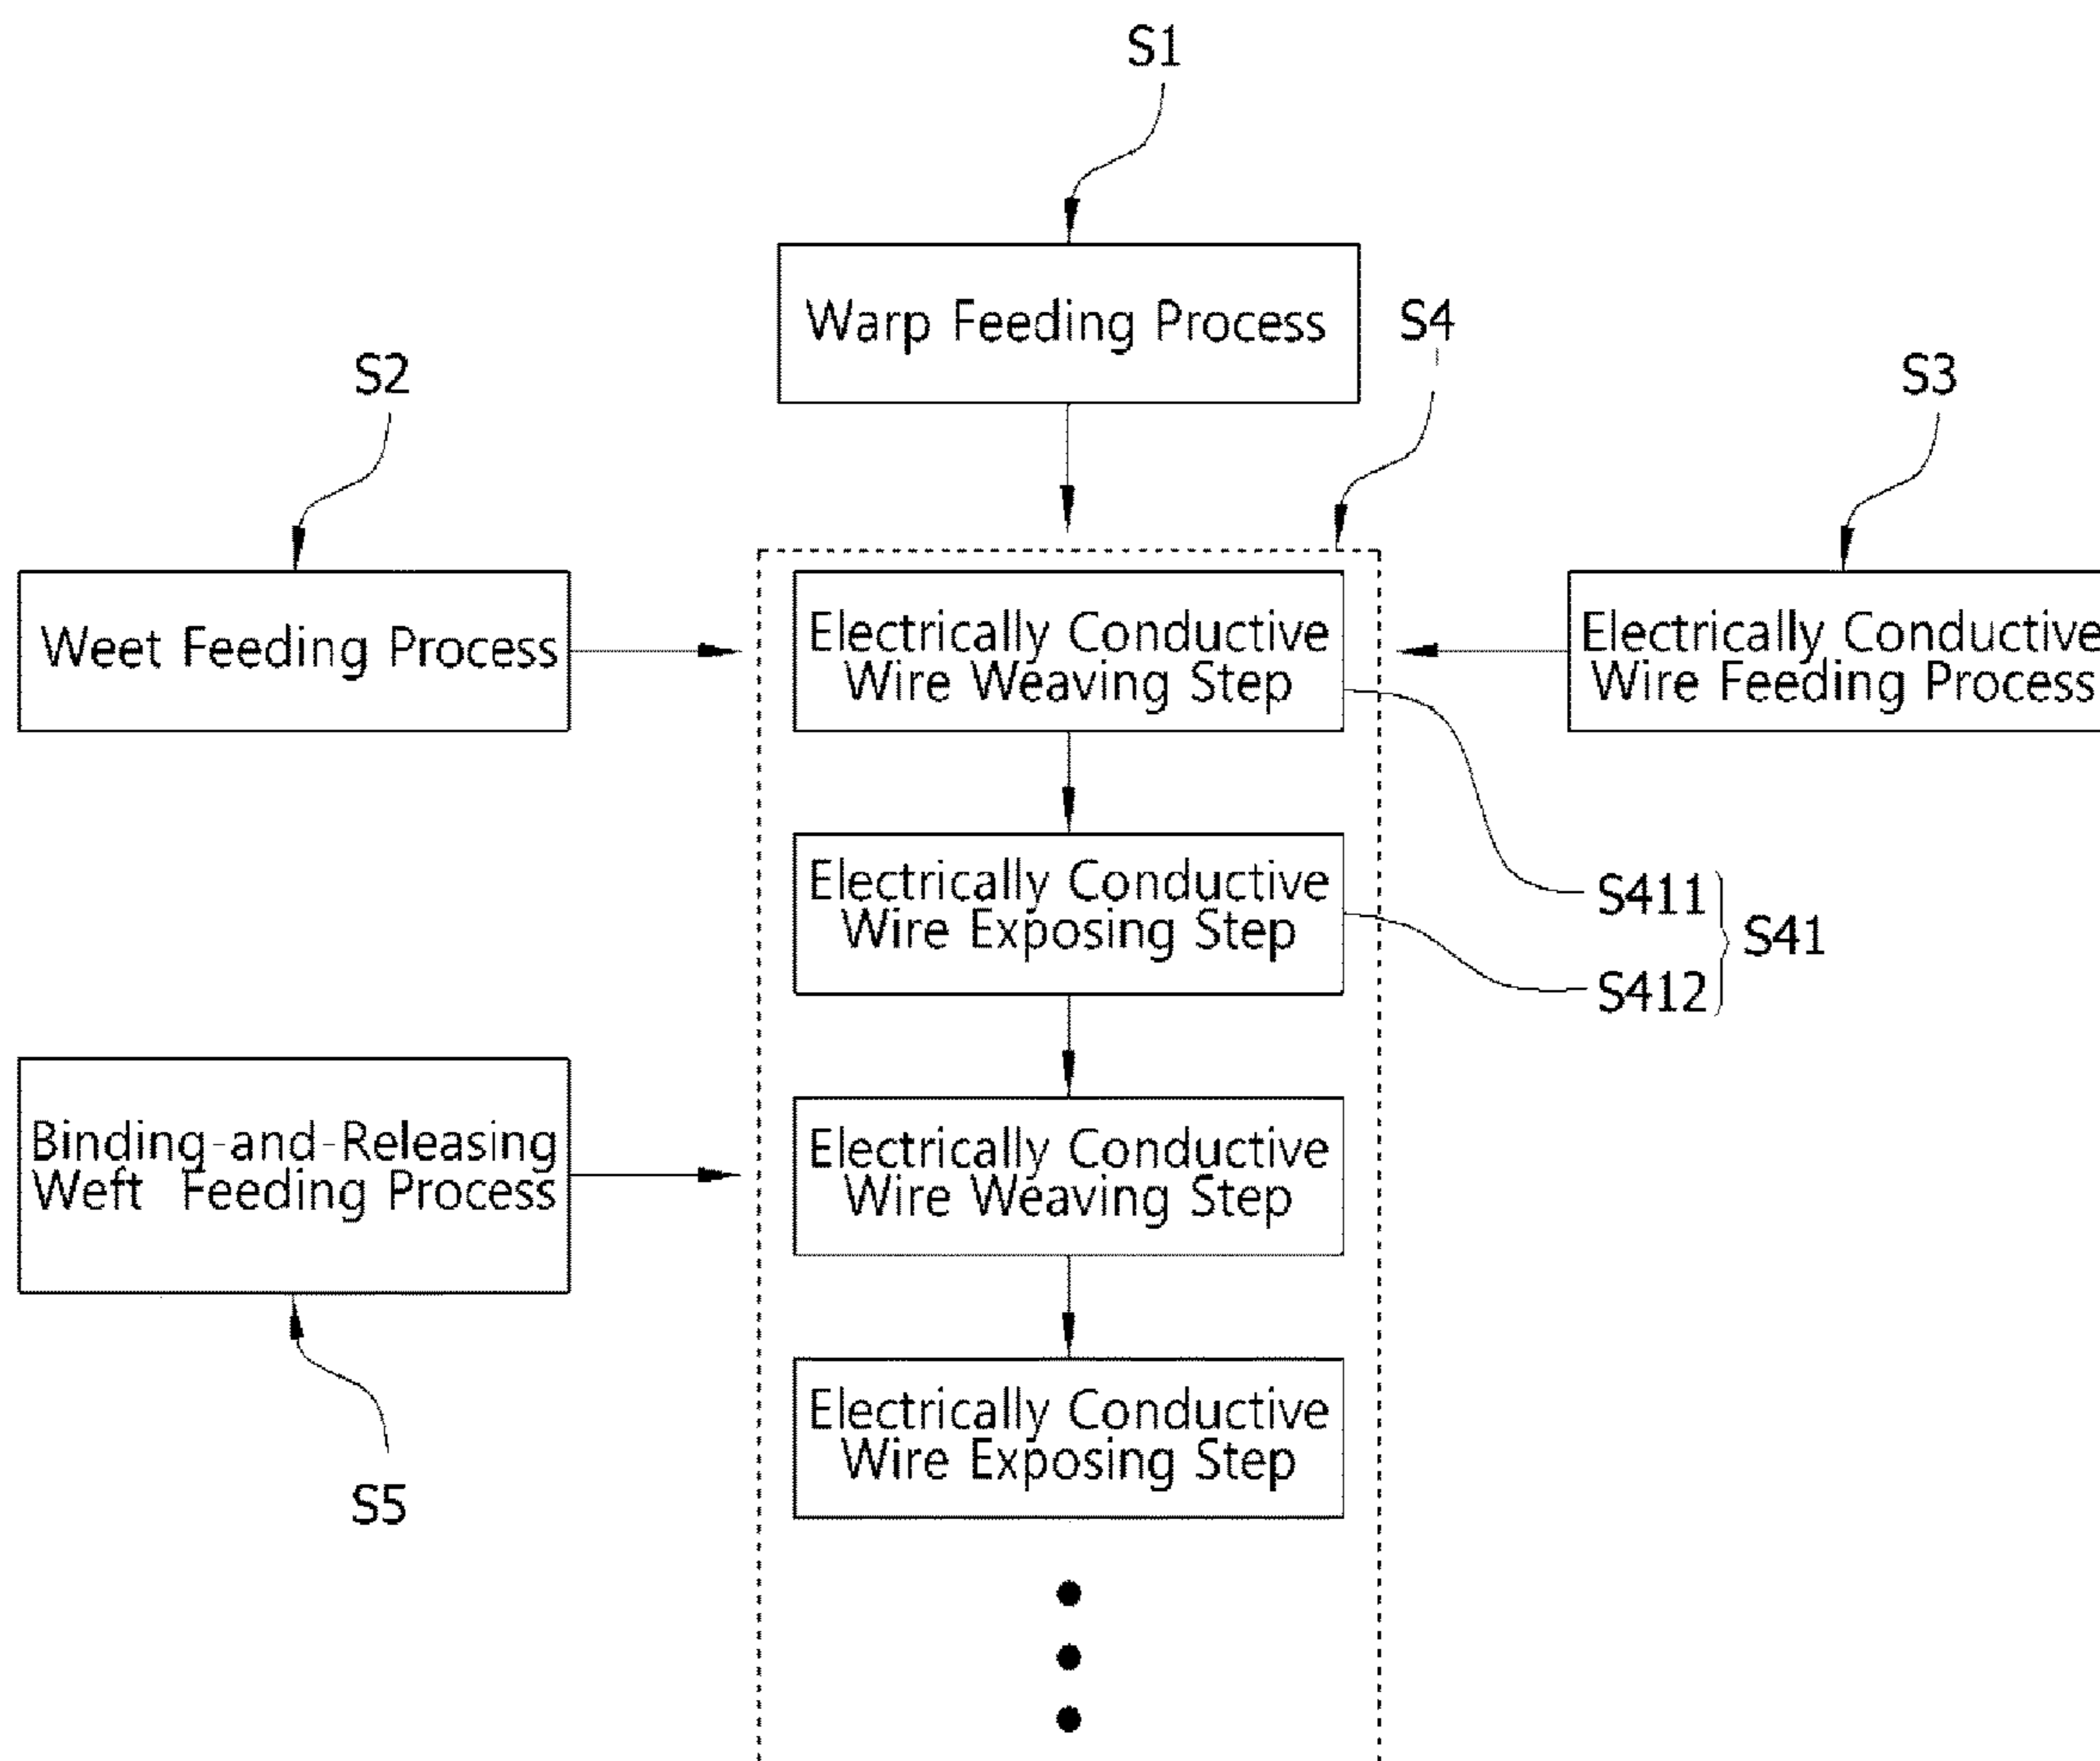 S1
Warp Feeding Process
S4
S2
S3
Weet Feeding Process
Electrically Conductive
Wire Weaving Step
Electrically Conductive
Wire Feeding Process
Electrically Conductive
Wire Exposing Step
S411
S412
S41
Binding-and-Releasing
Weft Feeding Process
Electrically Conductive
Wire Weaving Step
Electrically Conductive
Wire Exposing Step
S5